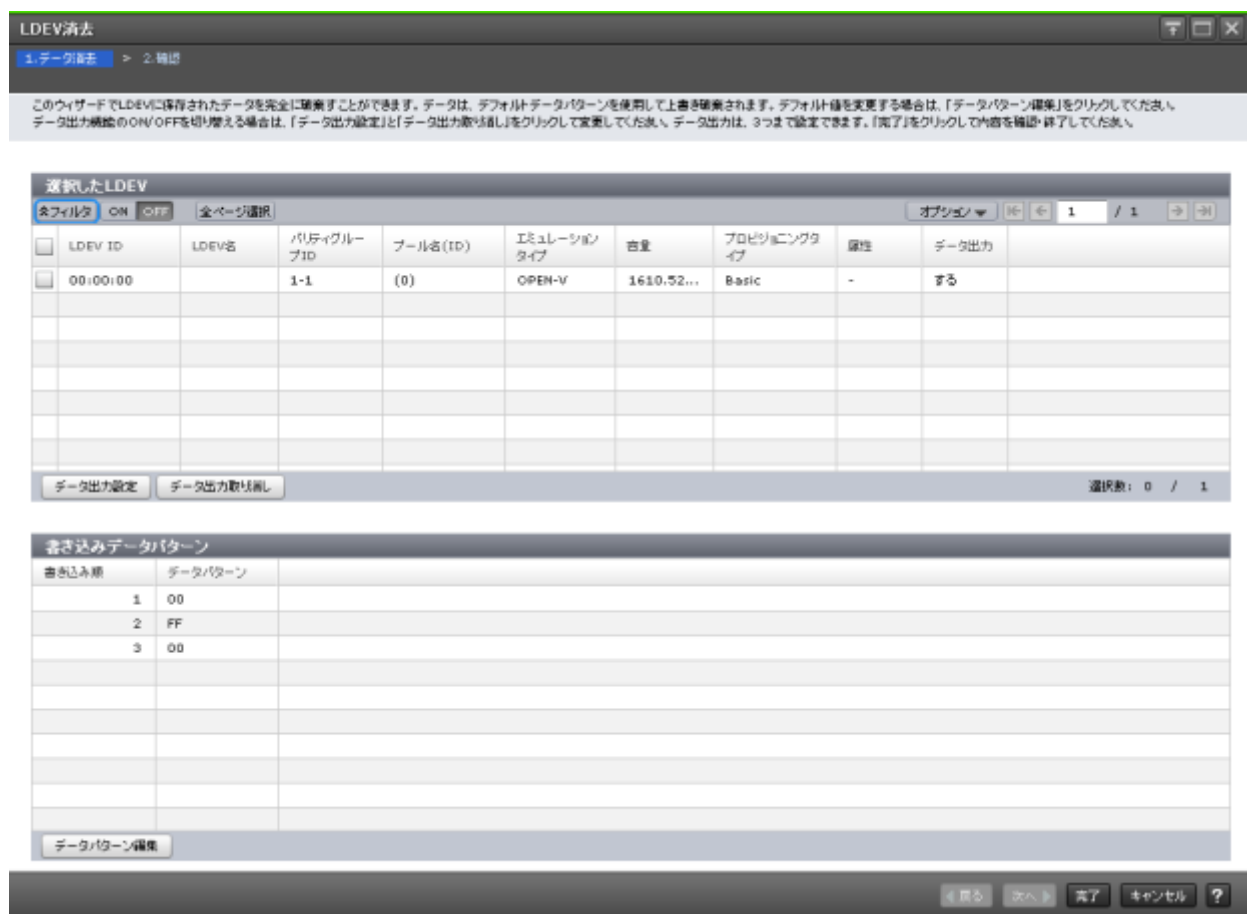 LDEV消去
1.データ消去 > 2.確認
このウィザードでLDEVに保存されたデータを完全に破棄すことができます。データは、デフォルトデータパターンを使用して上書き破棄されます。デフォルト値を変更する場合は、「データパターン編集」をクリックしてください。
データ出力機能のON/OFFを切り替える場合は、「データ出力設定」と「データ出力取り消し」をクリックして変更してください。データ出力は、3つまで設定できます。「完了」をクリックして内容を確認・終了してください。
選択したLDEV
全フィルタ ON OFF 全ページ選択 オプション 1 / 1
LDEV ID LDEV名 パリティグループID プール名(ID) エミュレーションタイプ 容量 プロビジョニングタイプ 属性 データ出力
00:00:00 1-1 (0) OPEN-V 1610.52... Basic - する
データ出力設定 データ出力取り消し 選択数: 0 / 1
書き込みデータパターン
書き込み順 データパターン
1 00
2 FF
3 00
データパターン編集
戻る 次へ 完了 キャンセル ?